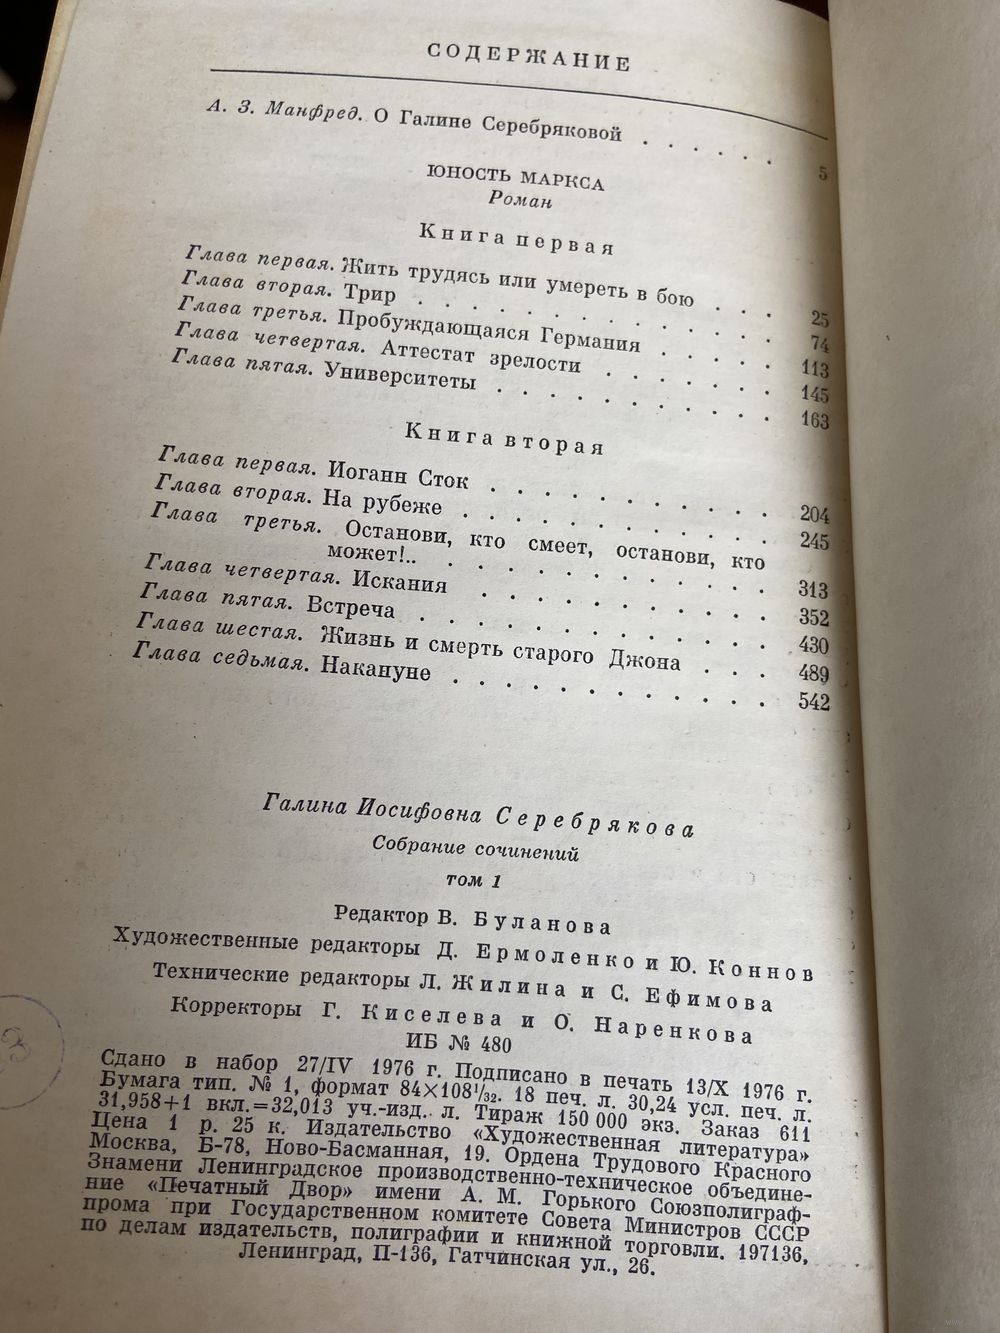 СОДЕРЖАНИЕ
А. З. Манфред. О Галине Серебряковой . . . . . . 5
ЮНОСТЬ МАРКСА
Роман
Книга первая
Глава первая. Жить трудясь или умереть в бою . . . 25
Глава вторая. Трир . . . . . . . . . . . . 74
Глава третья. Пробуждающаяся Германия . . . . . 113
Глава четвертая. Аттестат зрелости . . . . . . . 145
Глава пятая. Университеты . . . . . . . . . . . 163
Книга вторая
Глава первая. Иоганн Сток . . . . . . . . . . . 204
Глава вторая. На рубеже . . . . . . . . . . . . 245
Глава третья. Останови, кто смеет, останови, кто
может!.. . . . . . . . . . . . . 313
Глава четвертая. Искания . . . . . . . . . . . 352
Глава пятая. Встреча . . . . . . . . . . . . . 430
Глава шестая. Жизнь и смерть старого Джона . . . 489
Глава седьмая. Накануне . . . . . . . . . . . . 542
Галина Иосифовна Серебрякова
Собрание сочинений
том 1
Редактор В. Буланова
Художественные редакторы Д. Ермоленко и Ю. Коннов
Технические редакторы Л. Жилина и С. Ефимова
Корректоры Г. Киселева и О. Наренкова
ИБ № 480
Сдано в набор 27/IV 1976 г. Подписано в печать 13/X 1976 г.
Бумага тип. № 1, формат 84×108¹/₃₂. 18 печ. л. 30,24 усл. печ. л.
31,958+1 вкл.=32,013 уч.-изд. л. Тираж 150 000 экз. Заказ 611
Цена 1 р. 25 к. Издательство «Художественная литература»
Москва, Б-78, Ново-Басманная, 19. Ордена Трудового Красного
Знамени Ленинградское производственно-техническое объедине-
ние «Печатный Двор» имени А. М. Горького Союзполиграф-
прома при Государственном комитете Совета Министров СССР
по делам издательств, полиграфии и книжной торговли. 197136,
Ленинград, П-136, Гатчинская ул., 26.